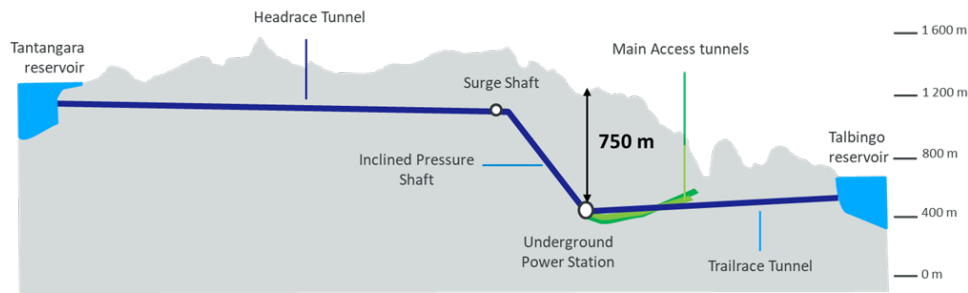 Headrace Tunnel
Tantangara
reservoir
Surge Shaft
Main Access tunnels
1 600 m
1 200 m
750 m
Inclined Pressure
Shaft
Talbingo
reservoir
800 m
400 m
Underground
Power Station
Trailrace Tunnel
0 m